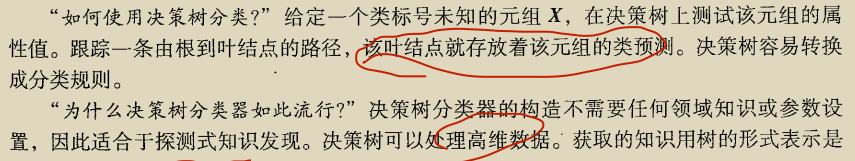 “如何使用决策树分类?”给定一个类标号未知的元组 X，在决策树上测试该元组的属
性值。跟踪一条由根到叶结点的路径，该叶结点就存放着该元组的类预测。决策树容易转换
成分类规则。
“为什么决策树分类器如此流行?”决策树分类器的构造不需要任何领域知识或参数设
置，因此适合于探测式知识发现。决策树可以处理高维数据。获取的知识用树的形式表示是